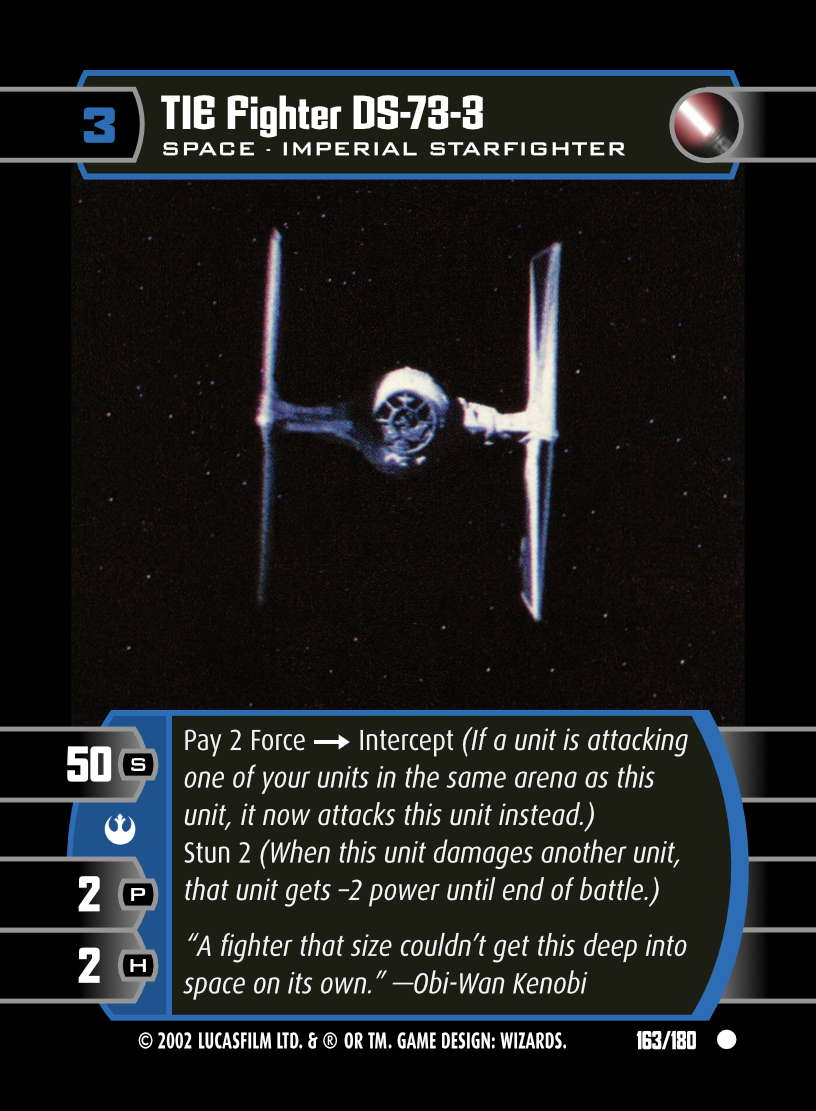 3
TIE Fighter DS-73-3
SPACE · IMPERIAL STARFIGHTER
50 S
2 P
2 H
Pay 2 Force ⟶ Intercept (If a unit is attacking
one of your units in the same arena as this
unit, it now attacks this unit instead.)
Stun 2 (When this unit damages another unit,
that unit gets –2 power until end of battle.)
“A fighter that size couldn’t get this deep into
space on its own.” —Obi-Wan Kenobi
© 2002 LUCASFILM LTD. & ® OR TM. GAME DESIGN: WIZARDS. 163/180